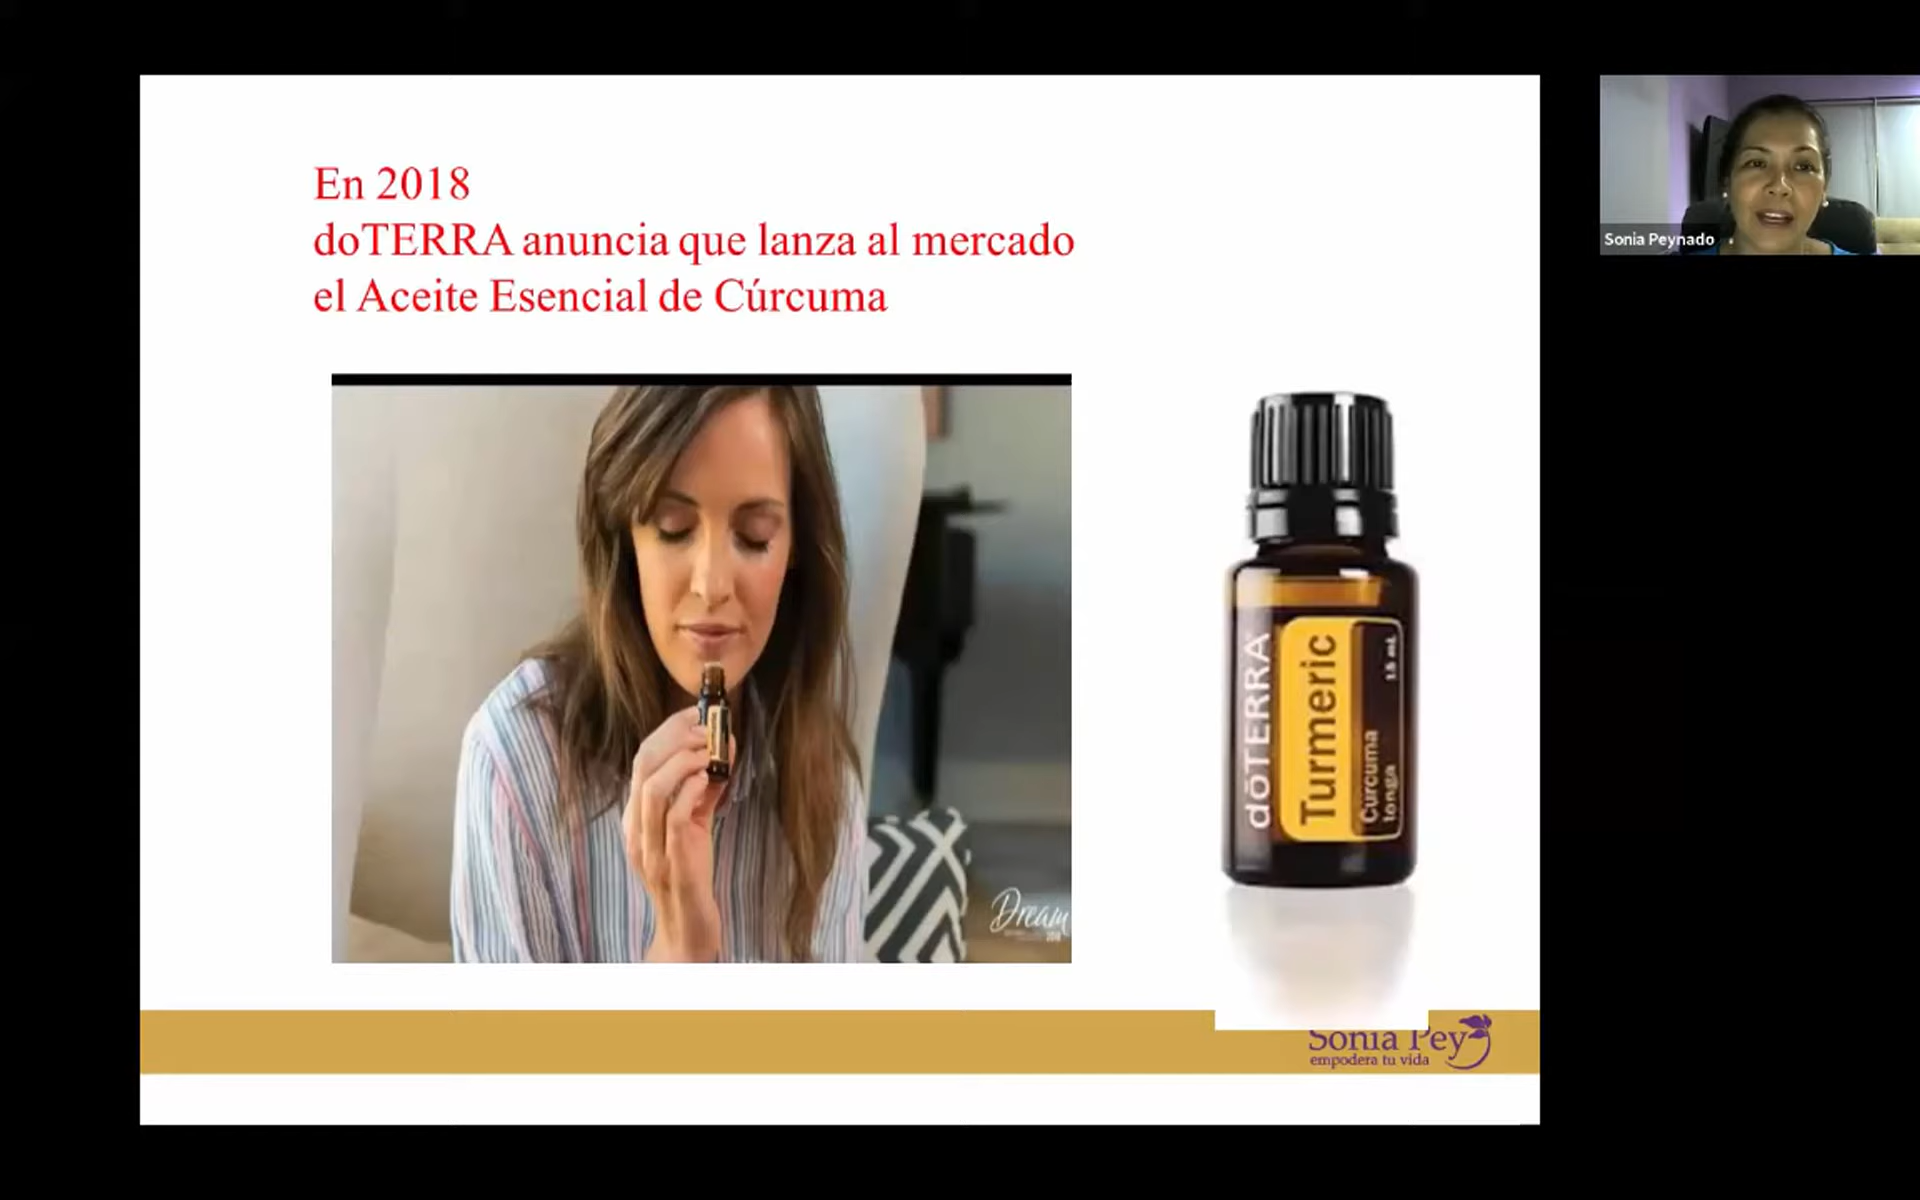 En 2018
doTERRA anuncia que lanza al mercado
el Aceite Esencial de Cúrcuma
Sonia Peynado
dōTERRA
Turmeric
15 mL
Curcuma
longa
Dream
Sonia Pey
empodera tu vida